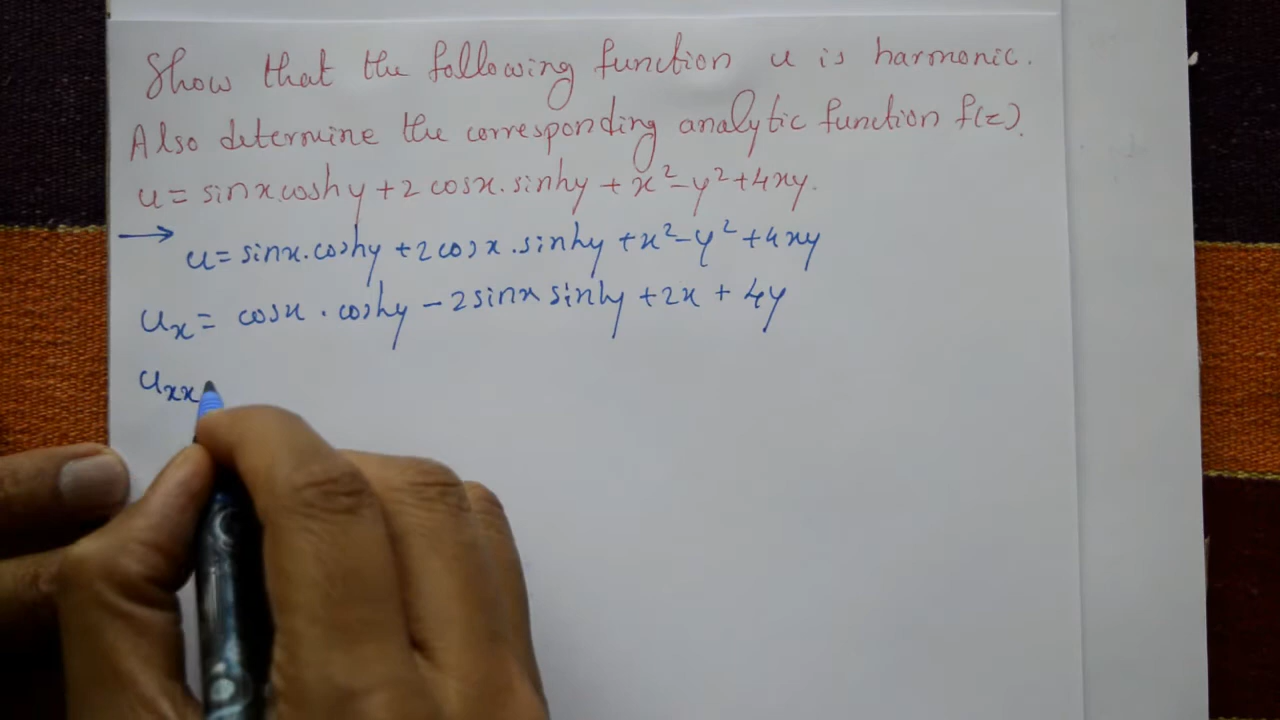 Show that the following function u is harmonic.
Also determine the corresponding analytic function f(z).
u = sinx.coshy + 2 cosx.sinhy + x² - y² + 4xy.
→ u = sinx.coshy + 2cosx.sinhy + x² - y² + 4xy
uₓ = cosx . coshy - 2sinx sinhy + 2x + 4y
uₓₓ